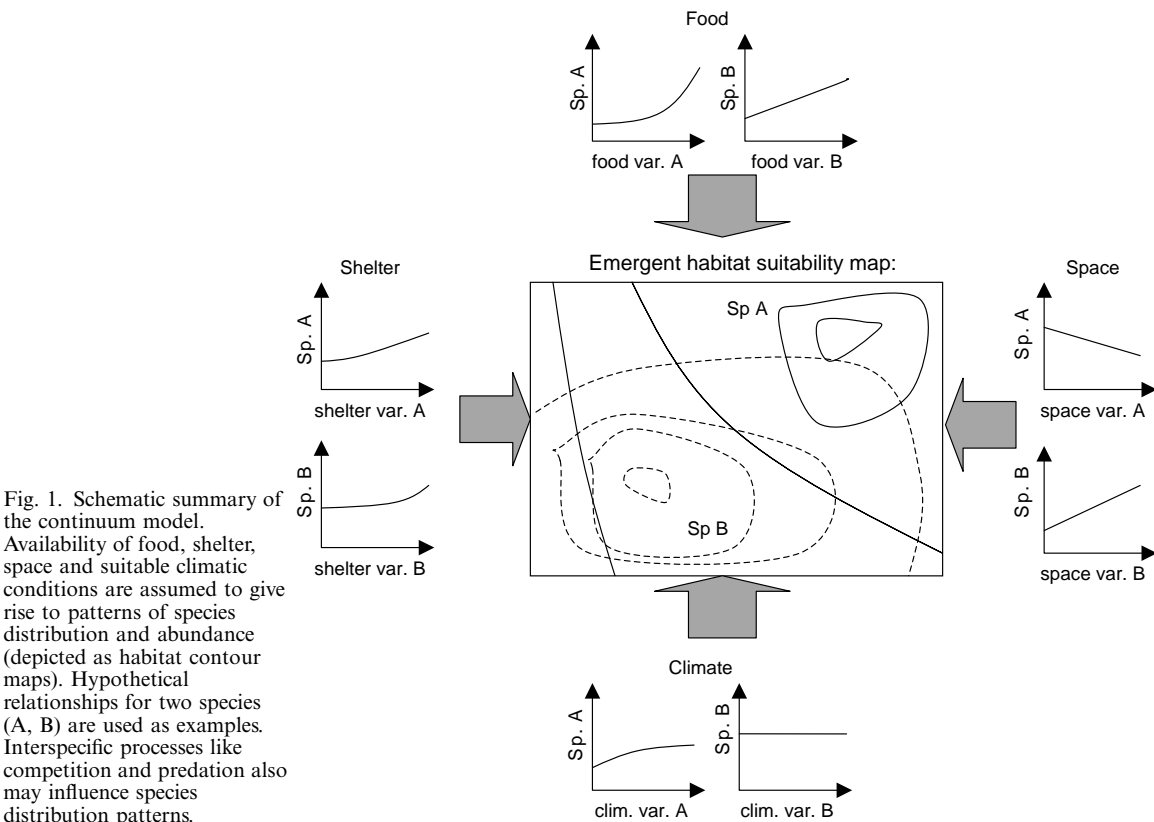 Food
Sp. A
food var. A
Sp. B
food var. B
Shelter
Sp. A
shelter var. A
Sp. B
shelter var. B
Emergent habitat suitability map:
Sp A
Sp B
Space
Sp. A
space var. A
Sp. B
space var. B
Climate
Sp. A
clim. var. A
Sp. B
clim. var. B
Fig. 1. Schematic summary of
the continuum model.
Availability of food, shelter,
space and suitable climatic
conditions are assumed to give
rise to patterns of species
distribution and abundance
(depicted as habitat contour
maps). Hypothetical
relationships for two species
(A, B) are used as examples.
Interspecific processes like
competition and predation also
may influence species
distribution patterns.